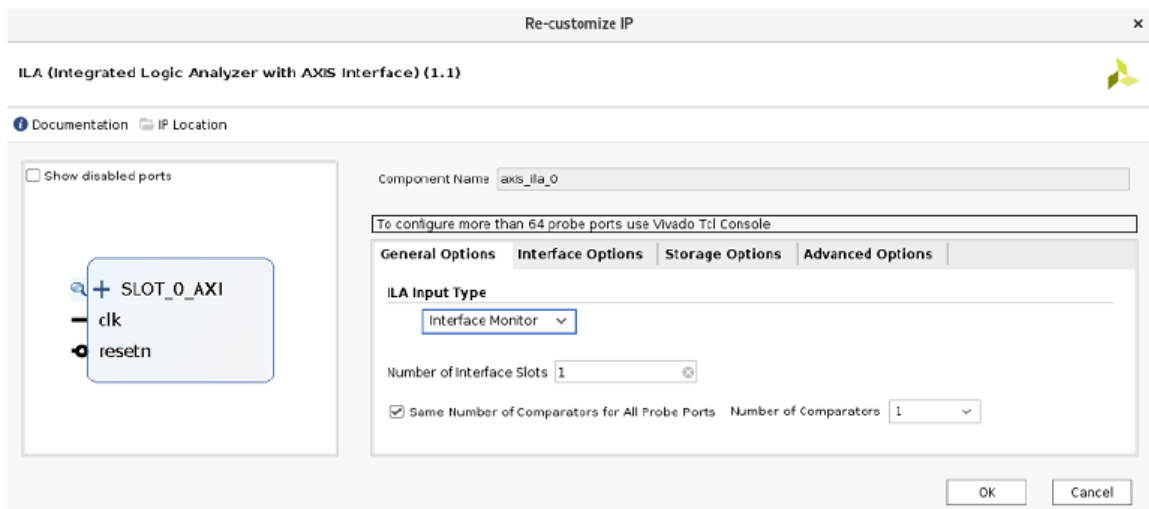 Re-customize IP
ILA (Integrated Logic Analyzer with AXIS Interface) (1.1)
Documentation IP Location
Show disabled ports
SLOT_0_AXI
clk
resetn
Component Name axis_ila_0
To configure more than 64 probe ports use Vivado Tcl Console
General Options Interface Options Storage Options Advanced Options
ILA Input Type
Interface Monitor
Number of Interface Slots 1
Same Number of Comparators for All Probe Ports Number of Comparators 1
OK Cancel